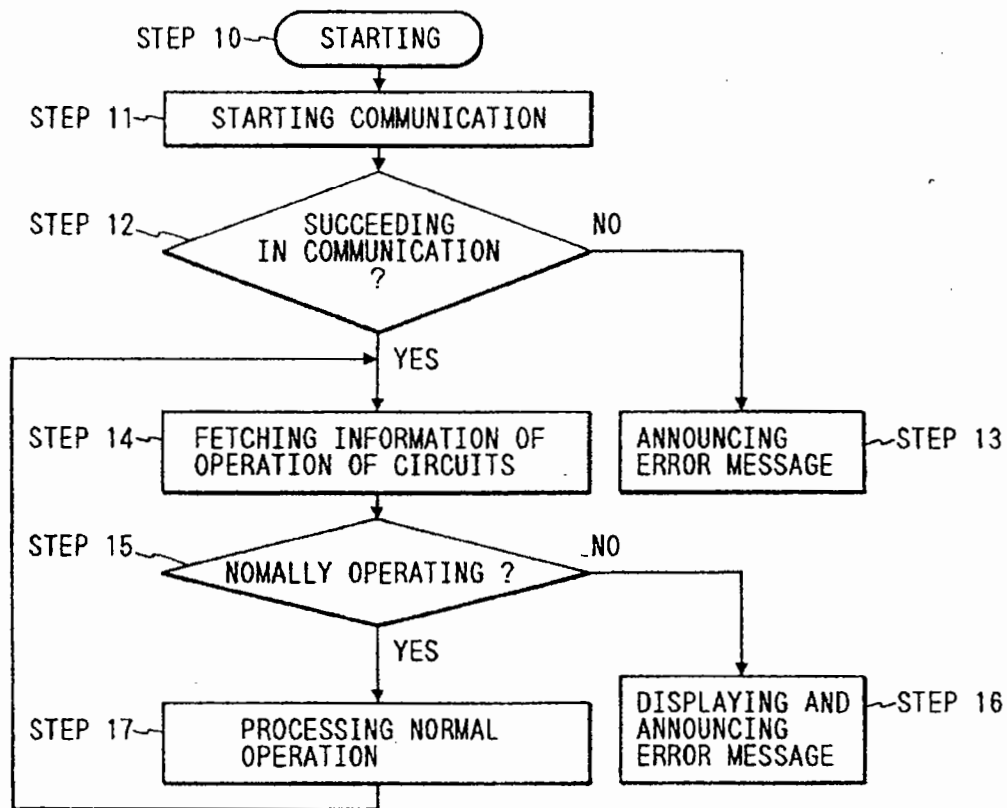 STEP 10
STARTING
STEP 11
STARTING COMMUNICATION
STEP 12
SUCCEEDING
IN COMMUNICATION
?
NO
YES
STEP 14
FETCHING INFORMATION OF
OPERATION OF CIRCUITS
ANNOUNCING
ERROR MESSAGE
STEP 13
STEP 15
NOMALLY OPERATING ?
NO
YES
STEP 17
PROCESSING NORMAL
OPERATION
DISPLAYING AND
ANNOUNCING
ERROR MESSAGE
STEP 16